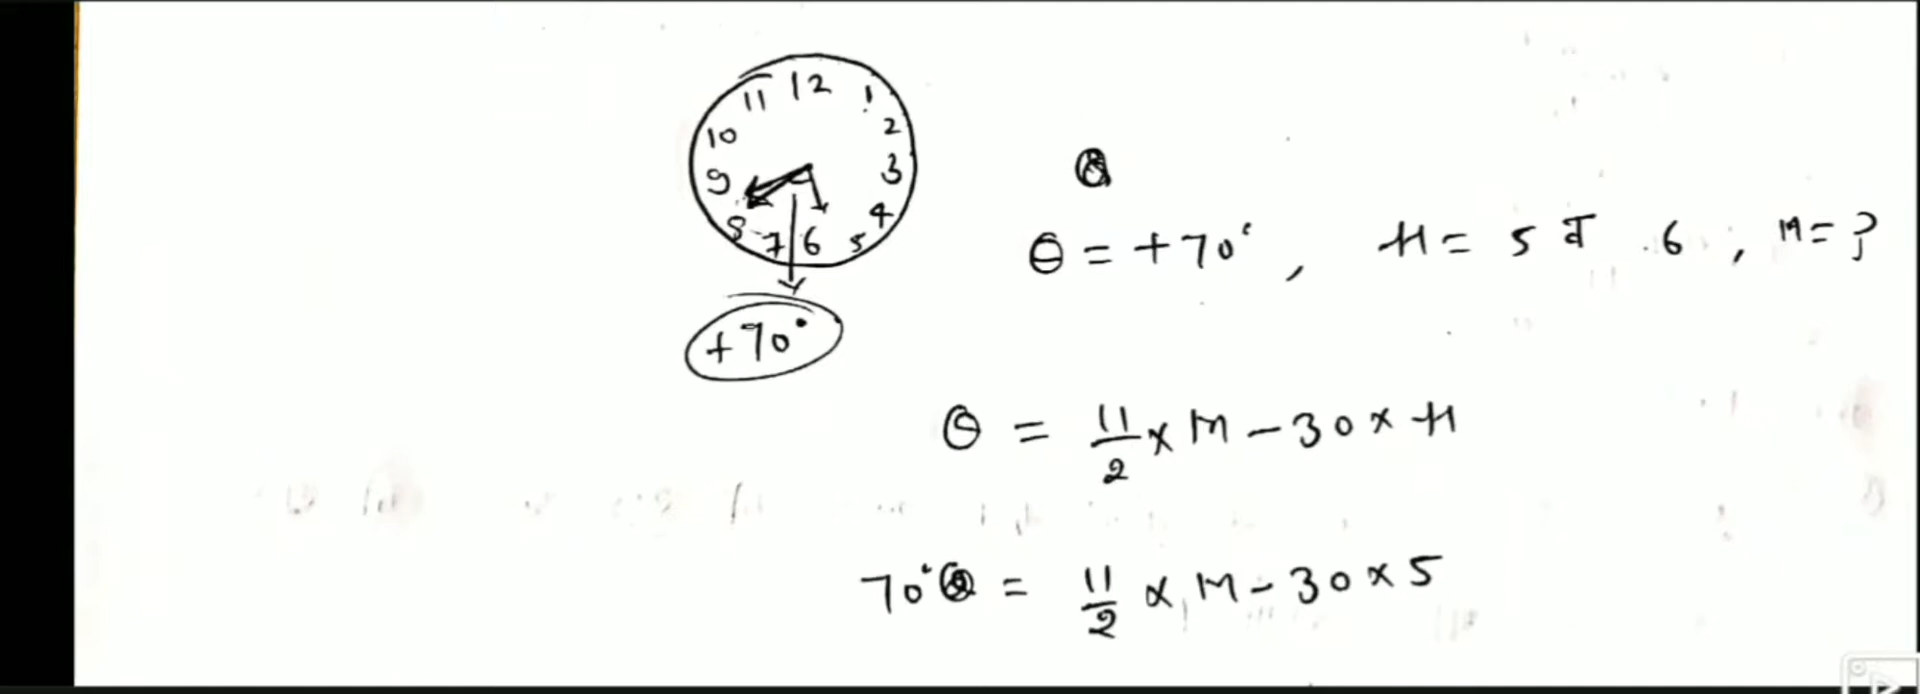 11 12 1
10 2
9 3
8 4
7 6 5
+70°
θ = +70°, H = 5 व 6, M = ?
θ = 11/2 × M - 30 × H
70° = 11/2 × M - 30 × 5